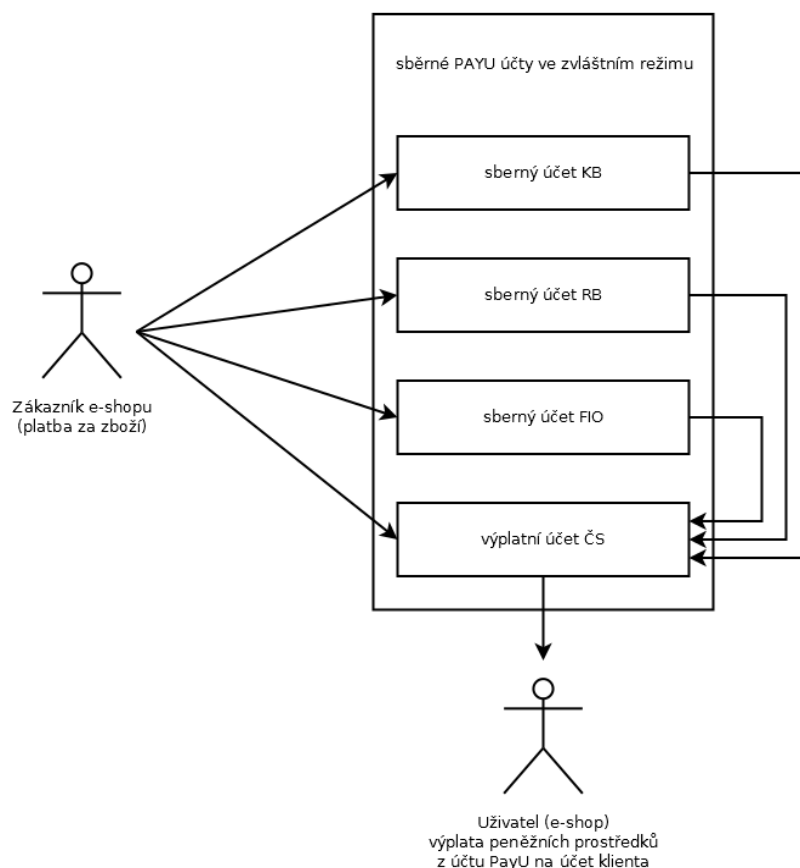 sběrné PAYU účty ve zvláštním režimu
sberný účet KB
sberný účet RB
Zákazník e-shopu
(platba za zboží)
sberný účet FIO
výplatní účet ČS
Uživatel (e-shop)
výplata peněžních prostředků
z účtu PayU na účet klienta